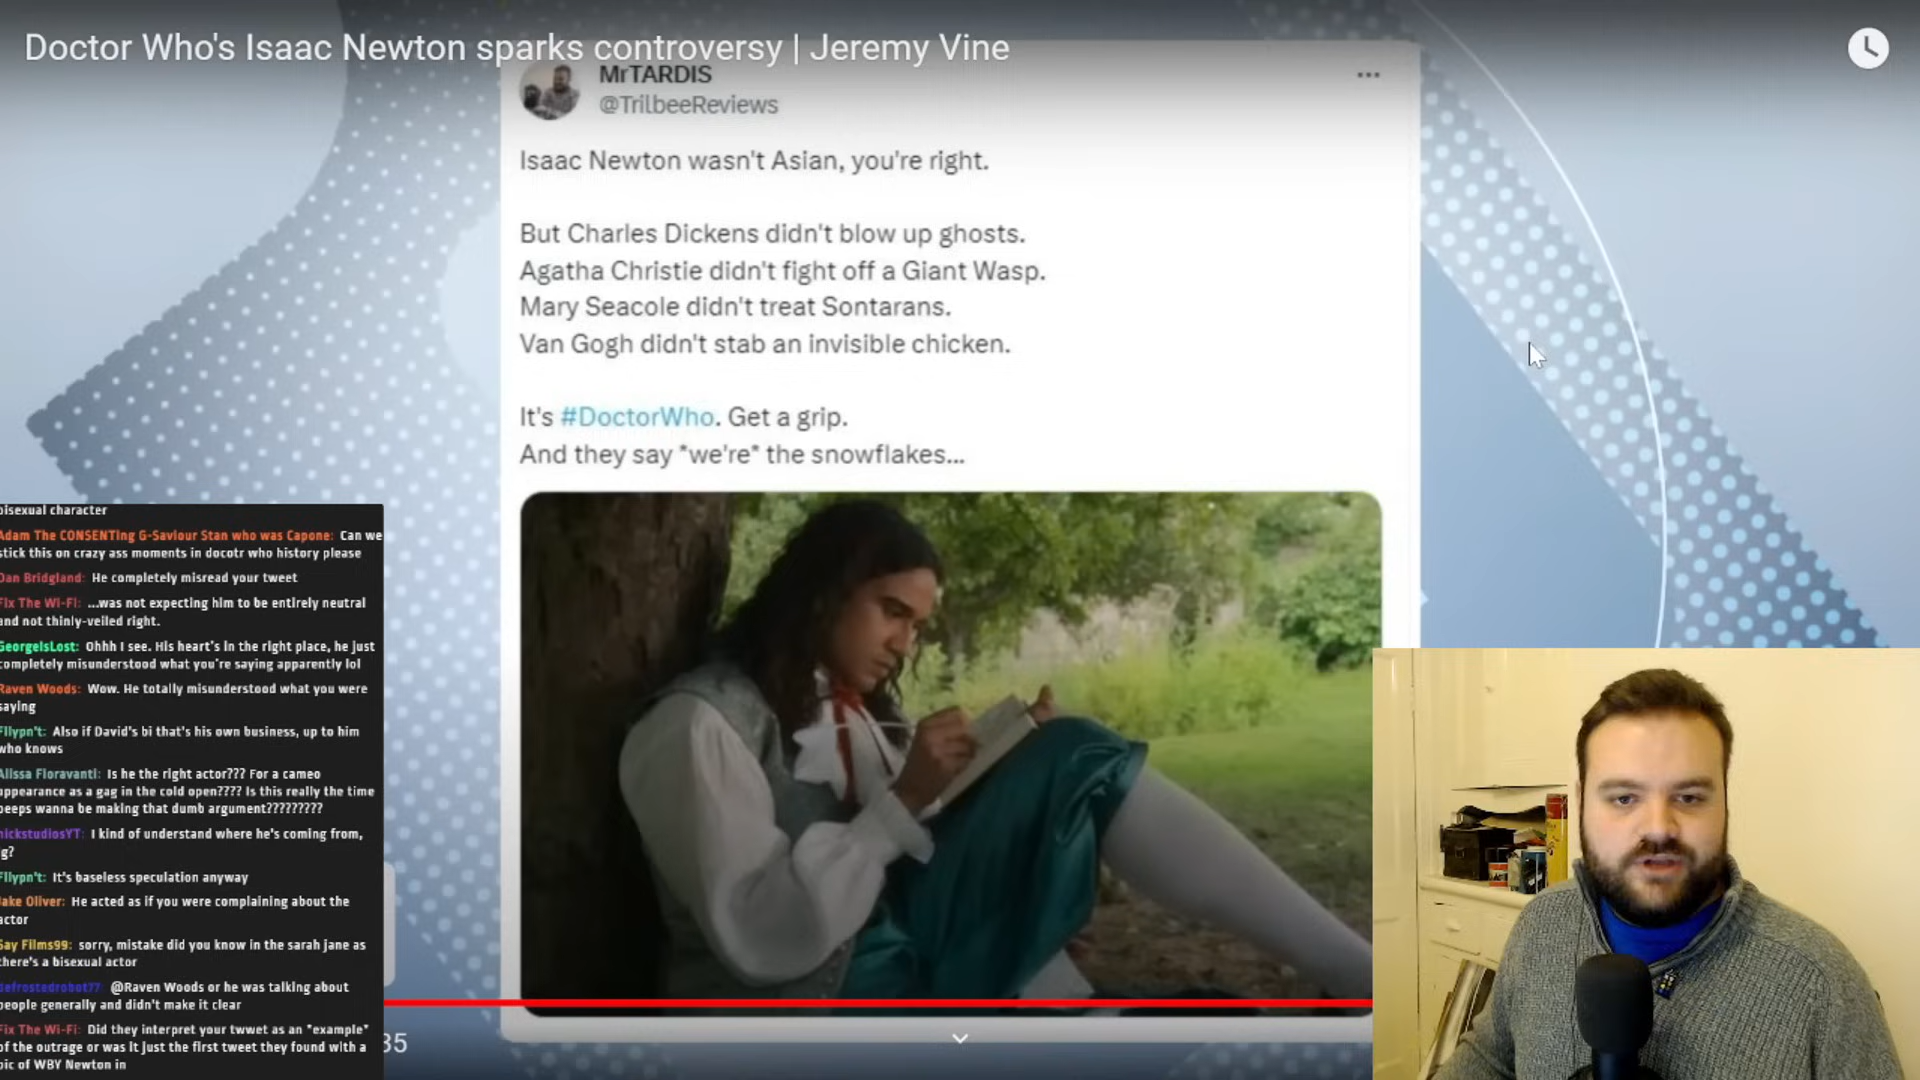 Doctor Who's Isaac Newton sparks controversy | Jeremy Vine
MrTARDIS
@TrilbeeReviews
Isaac Newton wasn't Asian, you're right.
But Charles Dickens didn't blow up ghosts.
Agatha Christie didn't fight off a Giant Wasp.
Mary Seacole didn't treat Sontarans.
Van Gogh didn't stab an invisible chicken.
It's #DoctorWho. Get a grip.
And they say *we're* the snowflakes...
bisexual character
Adam The CONSENTing G-Saviour Stan who was Capone: Can we
stick this on crazy ass moments in docotr who history please
Dan Bridgland: He completely misread your tweet
Fix The Wi-Fi: ...was not expecting him to be entirely neutral
and not thinly-veiled right.
GeorgeIsLost: Ohhh I see. His heart's in the right place, he just
completely misunderstood what you're saying apparently lol
Raven Woods: Wow. He totally misunderstood what you were
saying
Fllypn't: Also if David's bi that's his own business, up to him
who knows
Alissa Fioravanti: Is he the right actor??? For a cameo
appearance as a gag in the cold open???? Is this really the time
peeps wanna be making that dumb argument?????????
nickstudiosYT: I kind of understand where he's coming from,
ig?
Fllypn't: It's baseless speculation anyway
Jake Oliver: He acted as if you were complaining about the
actor
Say Films99: sorry, mistake did you know in the sarah jane as
there's a bisexual actor
defrostedrobot77: @Raven Woods or he was talking about
people generally and didn't make it clear
Fix The Wi-Fi: Did they interpret your twwet as an *example*
of the outrage or was it just the first tweet they found with a
pic of WBY Newton in
35